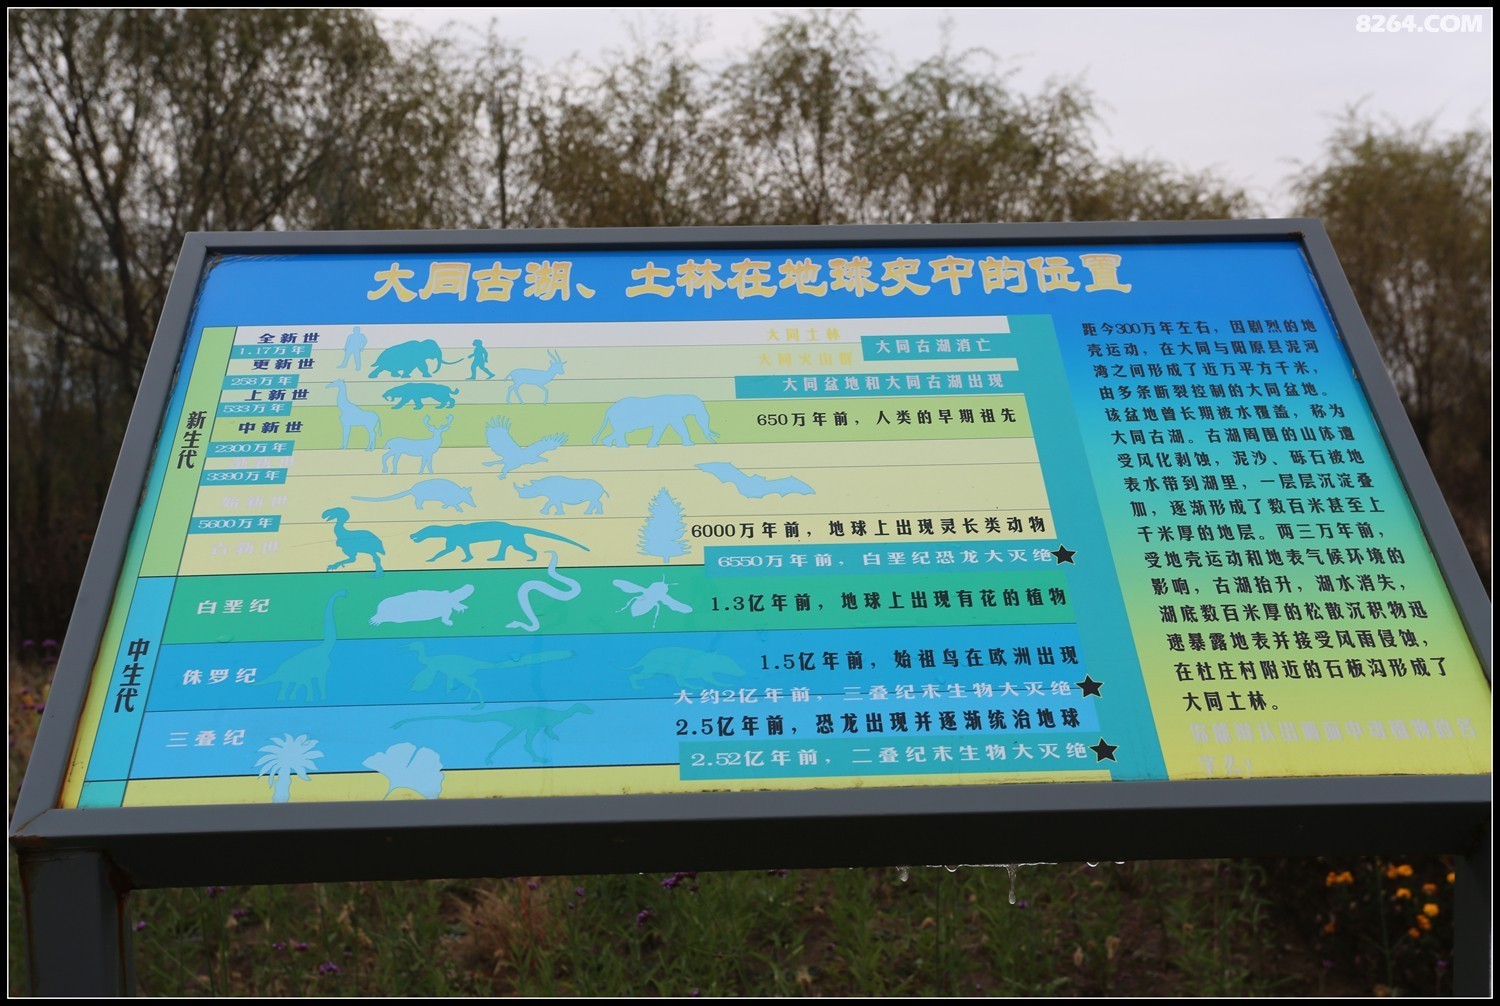 8264.COM
大同古湖、土林在地球史中的位置
新生代
中生代
全新世
1.17万年
更新世
258万年
上新世
533万年
中新世
2300万年
3390万年
5600万年
白垩纪
侏罗纪
三叠纪
大同土林
大同古湖消亡
大同火山群
大同盆地和大同古湖出现
650万年前，人类的早期祖先
6000万年前，地球上出现灵长类动物
6550万年前，白垩纪恐龙大灭绝
1.3亿年前，地球上出现有花的植物
1.5亿年前，始祖鸟在欧洲出现
大约2亿年前，三叠纪末生物大灭绝
2.5亿年前，恐龙出现并逐渐统治地球
2.52亿年前，二叠纪末生物大灭绝
距今300万年左右，因剧烈的地
壳运动，在大同与阳原县泥河
湾之间形成了近万平方千米，
由多条断裂控制的大同盆地。
该盆地曾长期被水覆盖，称为
大同古湖。古湖周围的山体遭
受风化剥蚀，泥沙、砾石被地
表水带到湖里，一层层沉淀叠
加，逐渐形成了数百米甚至上
千米厚的地层。两三万年前，
受地壳运动和地表气候环境的
影响，古湖抬升，湖水消失，
湖底数百米厚的松散沉积物迅
速暴露地表并接受风雨侵蚀，
在杜庄村附近的石板沟形成了
大同土林。